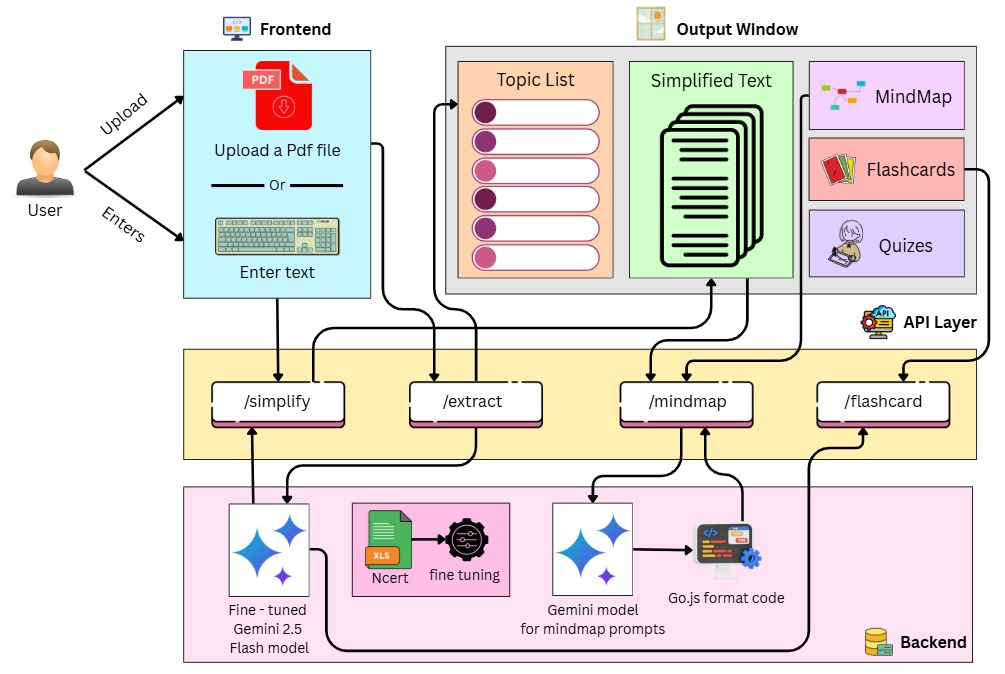 Frontend
Output Window
PDF
Upload a Pdf file
Or
Enter text
Upload
Enters
User
Topic List
Simplified Text
MindMap
Flashcards
Quizes
API
API Layer
/simplify
/extract
/mindmap
/flashcard
XLS
Ncert
fine tuning
Fine - tuned
Gemini 2.5
Flash model
Gemini model
for mindmap prompts
Go.js format code
Backend